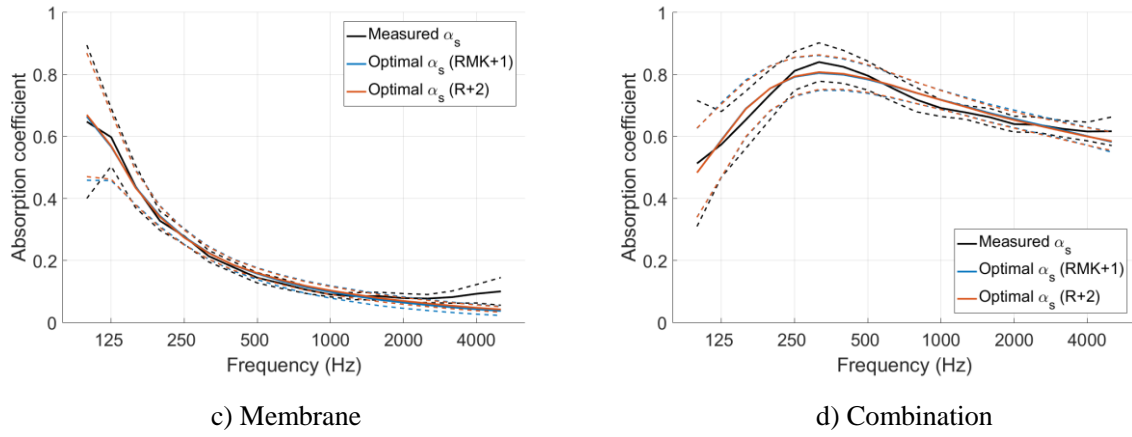 1
0.8
0.6
0.4
0.2
0
Absorption coefficient
Measured α_s
Optimal α_s (RMK+1)
Optimal α_s (R+2)
125 250 500 1000 2000 4000
Frequency (Hz)
c) Membrane
1
0.8
0.6
0.4
0.2
0
Absorption coefficient
Measured α_s
Optimal α_s (RMK+1)
Optimal α_s (R+2)
125 250 500 1000 2000 4000
Frequency (Hz)
d) Combination